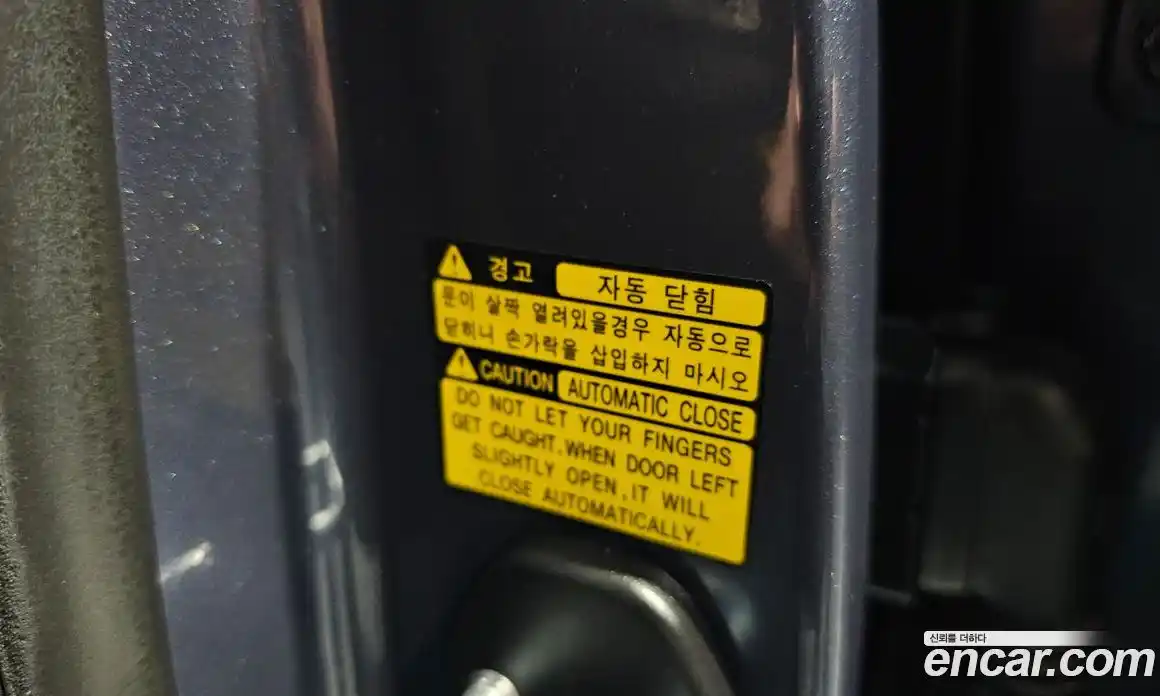 경고 자동 닫힘
문이 살짝 열려있을경우 자동으로
닫히니 손가락을 삽입하지 마시오
CAUTION AUTOMATIC CLOSE
DO NOT LET YOUR FINGERS
GET CAUGHT.WHEN DOOR LEFT
SLIGHTLY OPEN,IT WILL
CLOSE AUTOMATICALLY.
신뢰를 더하다
encar.com